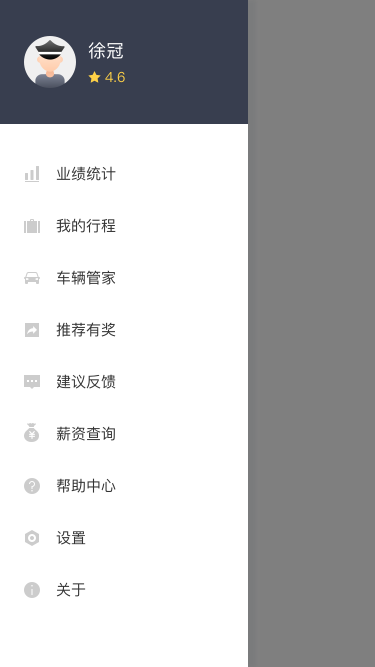 徐冠
4.6
业绩统计
我的行程
车辆管家
推荐有奖
建议反馈
薪资查询
帮助中心
设置
关于